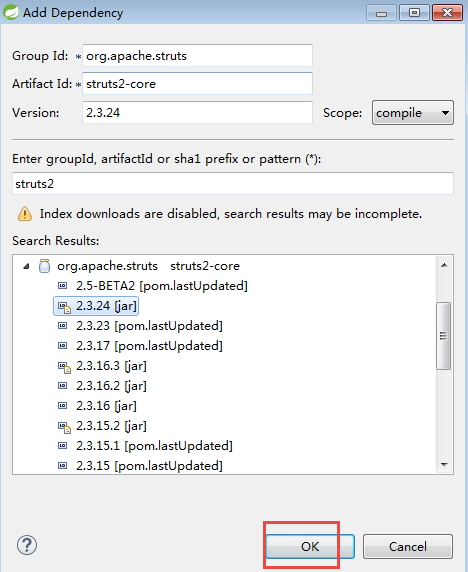 Add Dependency
Group Id: * org.apache.struts
Artifact Id: * struts2-core
Version: 2.3.24 Scope: compile
Enter groupId, artifactId or sha1 prefix or pattern (*):
struts2
Index downloads are disabled, search results may be incomplete.
Search Results:
org.apache.struts struts2-core
2.5-BETA2 [pom.lastUpdated]
2.3.24 [jar]
2.3.23 [pom.lastUpdated]
2.3.17 [pom.lastUpdated]
2.3.16.3 [jar]
2.3.16.2 [jar]
2.3.16 [jar]
2.3.15.2 [jar]
2.3.15.1 [pom.lastUpdated]
2.3.15 [pom.lastUpdated]
OK Cancel